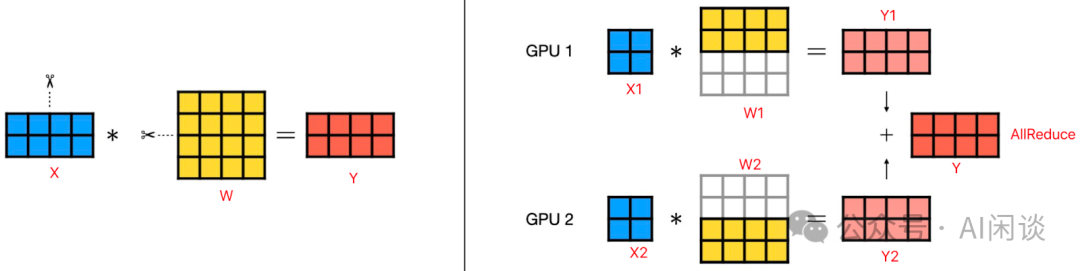 X
*
W
=
Y
GPU 1
X1
*
W1
=
Y1
+
Y
AllReduce
GPU 2
X2
*
W2
=
Y2
公众号 · AI闲谈